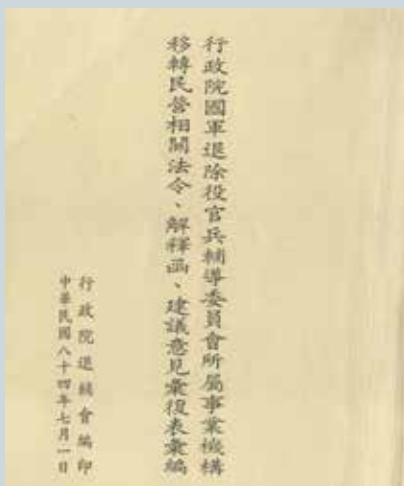 行政院國軍退除役官兵輔導委員會所屬事業機構
移轉民營相關法令、解釋函、建議意見彙復表彙編
行政院退輔會編印
中華民國八十四年七月一日